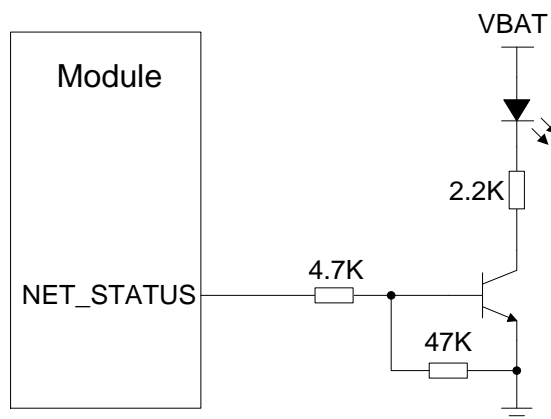 VBAT
Module
2.2K
4.7K
NET_STATUS
47K